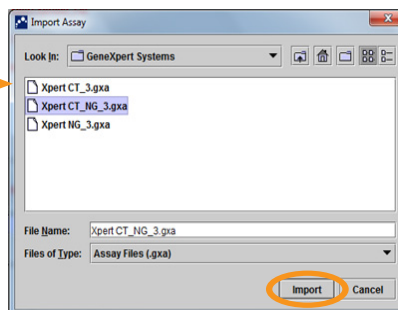 Import Assay
Look In: GeneXpert Systems
Xpert CT_3.gxa
Xpert CT_NG_3.gxa
Xpert NG_3.gxa
File Name: Xpert CT_NG_3.gxa
Files of Type: Assay Files (.gxa)
Import Cancel